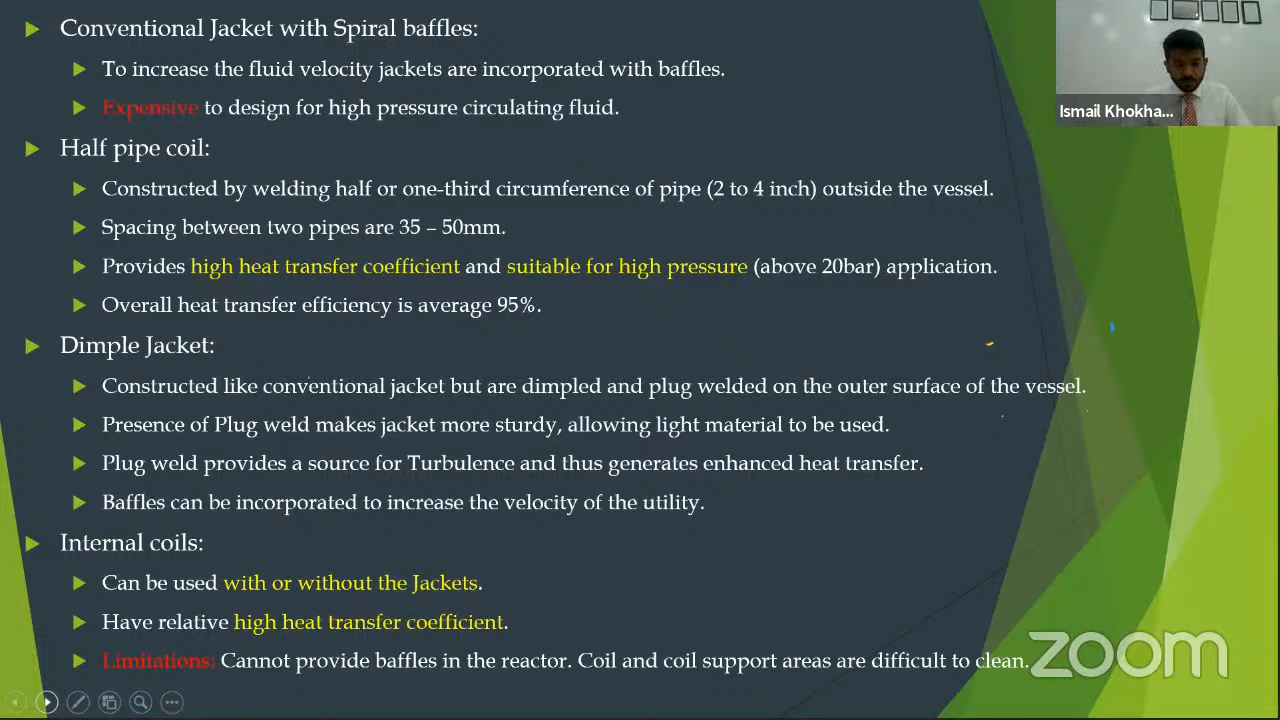 Conventional Jacket with Spiral baffles:
To increase the fluid velocity jackets are incorporated with baffles.
Expensive to design for high pressure circulating fluid.
Half pipe coil:
Constructed by welding half or one-third circumference of pipe (2 to 4 inch) outside the vessel.
Spacing between two pipes are 35 – 50mm.
Provides high heat transfer coefficient and suitable for high pressure (above 20bar) application.
Overall heat transfer efficiency is average 95%.
Dimple Jacket:
Constructed like conventional jacket but are dimpled and plug welded on the outer surface of the vessel.
Presence of Plug weld makes jacket more sturdy, allowing light material to be used.
Plug weld provides a source for Turbulence and thus generates enhanced heat transfer.
Baffles can be incorporated to increase the velocity of the utility.
Internal coils:
Can be used with or without the Jackets.
Have relative high heat transfer coefficient.
Limitations: Cannot provide baffles in the reactor. Coil and coil support areas are difficult to clean.
Ismail Khokha...
zoom